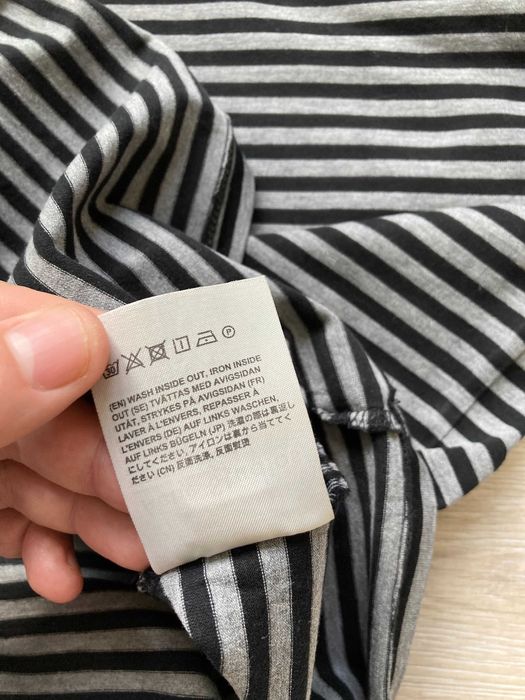 30 P
(EN) WASH INSIDE OUT, IRON INSIDE
OUT (SE) TVÄTTAS MED AVIGSIDAN
UTÅT, STRYKES PÅ AVIGSIDAN (FR)
LAVER À L'ENVERS, REPASSER À
L'ENVERS (DE) AUF LINKS WASCHEN,
AUF LINKS BÜGELN (JP) 洗濯の際は裏返し
にしてください、アイロンは裏から当ててく
ださい (CN) 反面洗涤, 反面熨烫